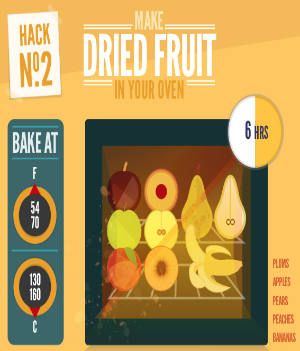 HACK
Nº2
MAKE
DRIED FRUIT
IN YOUR OVEN
6 HRS
BAKE AT
F
54
70
130
160
C
PLUMS
APPLES
PEARS
PEACHES
BANANAS